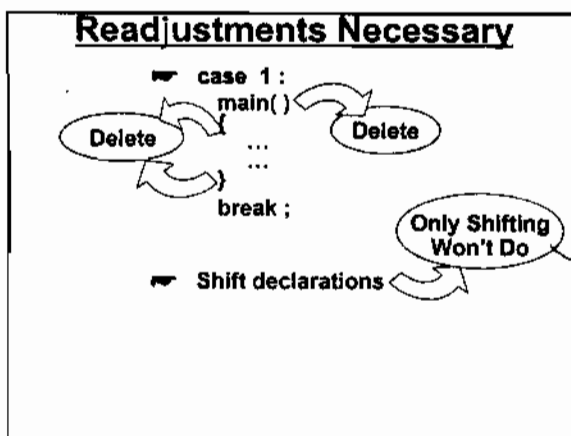 Readjustments Necessary
case 1 :
main( )
{
Delete
Delete
...
...
}
break ;
Only Shifting
Won't Do
Shift declarations